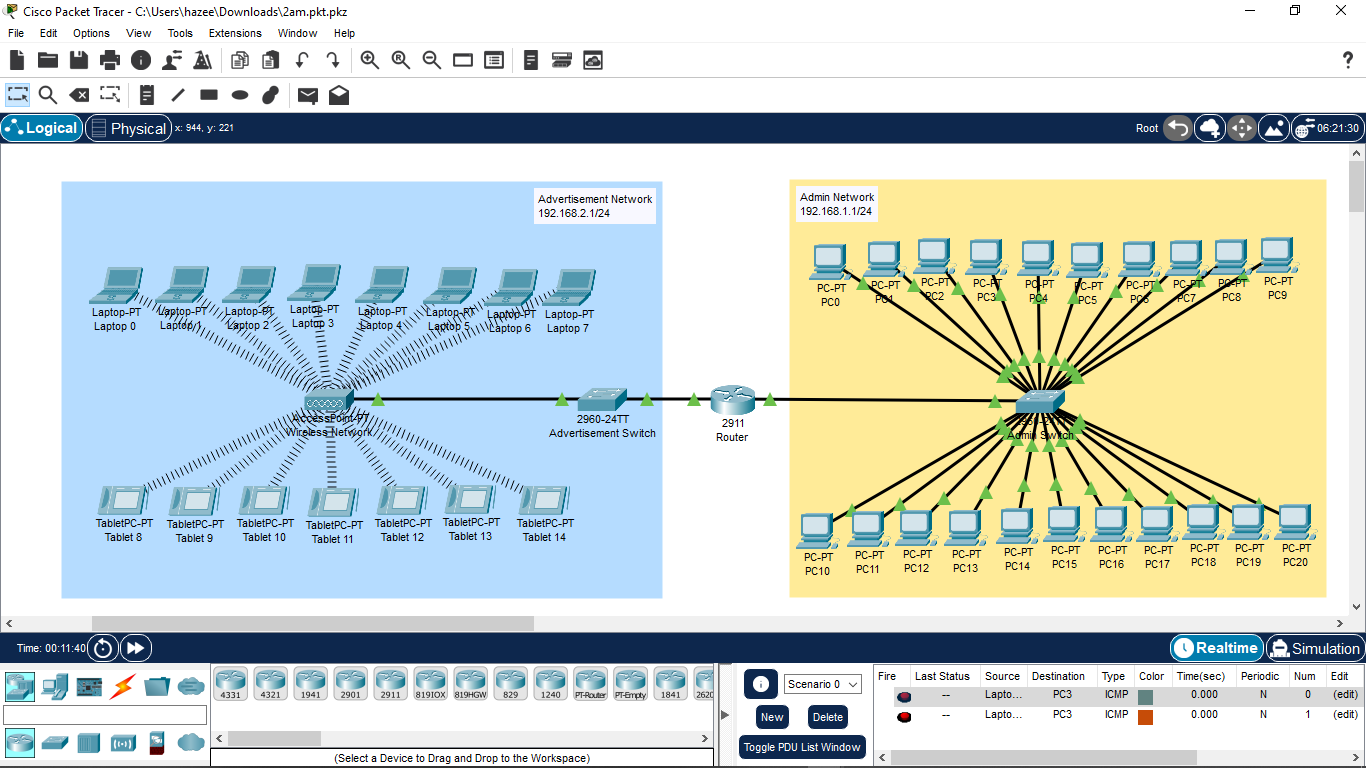 Cisco Packet Tracer - C:\Users\hazee\Downloads\2am.pkt.pkz
File Edit Options View Tools Extensions Window Help
?
Logical Physical x: 944, y: 221 Root 06:21:30
Advertisement Network
192.168.2.1/24
Admin Network
192.168.1.1/24
PC-PT PC-PT PC-PT PC-PT PC-PT PC-PT PC-PT PC-PT PC-PT PC-PT
PC0 PC1 PC2 PC3 PC4 PC5 PC6 PC7 PC8 PC9
Laptop-PT Laptop-PT Laptop-PT Laptop-PT Laptop-PT Laptop-PT Laptop-PT Laptop-PT
Laptop 0 Laptop 1 Laptop 2 Laptop 3 Laptop 4 Laptop 5 Laptop 6 Laptop 7
AccessPoint-PT
Wireless Network
2960-24TT
Advertisement Switch
2911
Router
2960-24TT
Admin Switch
TabletPC-PT TabletPC-PT TabletPC-PT TabletPC-PT TabletPC-PT TabletPC-PT TabletPC-PT
Tablet 8 Tablet 9 Tablet 10 Tablet 11 Tablet 12 Tablet 13 Tablet 14
PC-PT PC-PT PC-PT PC-PT PC-PT PC-PT PC-PT PC-PT PC-PT PC-PT PC-PT
PC10 PC11 PC12 PC13 PC14 PC15 PC16 PC17 PC18 PC19 PC20
Time: 00:11:40 Realtime Simulation
4331 4321 1941 2901 2911 819IOX 819HGW 829 1240 PT-Router PT-Empty 1841 2620
(Select a Device to Drag and Drop to the Workspace)
Scenario 0
New Delete
Toggle PDU List Window
Fire Last Status Source Destination Type Color Time(sec) Periodic Num Edit
-- Lapto... PC3 ICMP 0.000 N 0 (edit)
-- Lapto... PC3 ICMP 0.000 N 1 (edit)